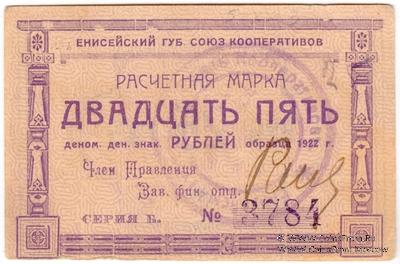 ЕНИСЕЙСКИЙ ГУБ. СОЮЗ КООПЕРАТИВОВ
РАСЧЕТНАЯ МАРКА
ДВАДЦАТЬ ПЯТЬ
деном. ден. знак. РУБЛЕЙ образца 1922 г.
Член Правления
Зав. фин. отд.
СЕРИЯ Б. № 3784